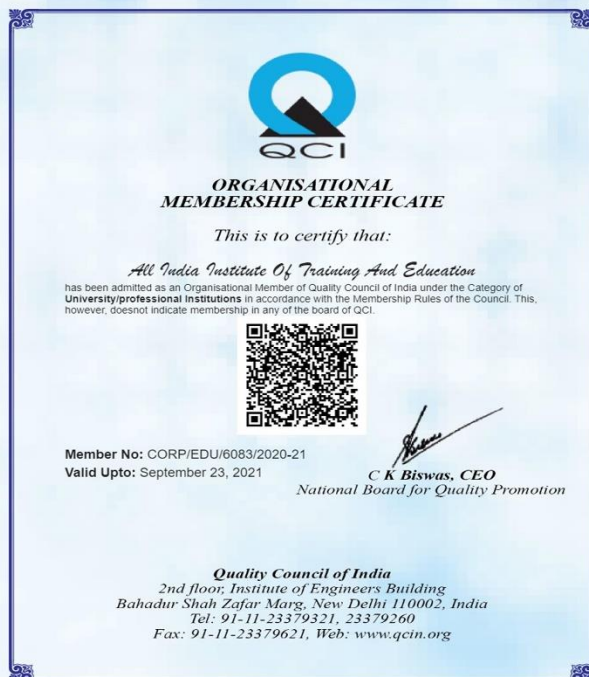 QCI
ORGANISATIONAL
MEMBERSHIP CERTIFICATE
This is to certify that:
All India Institute Of Training And Education
has been admitted as an Organisational Member of Quality Council of India under the Category of
University/professional Institutions in accordance with the Membership Rules of the Council. This,
however, doesnot indicate membership in any of the board of QCI.
Member No: CORP/EDU/6083/2020-21
Valid Upto: September 23, 2021
C K Biswas, CEO
National Board for Quality Promotion
Quality Council of India
2nd floor, Institute of Engineers Building
Bahadur Shah Zafar Marg, New Delhi 110002, India
Tel: 91-11-23379321, 23379260
Fax: 91-11-23379621, Web: www.qcin.org